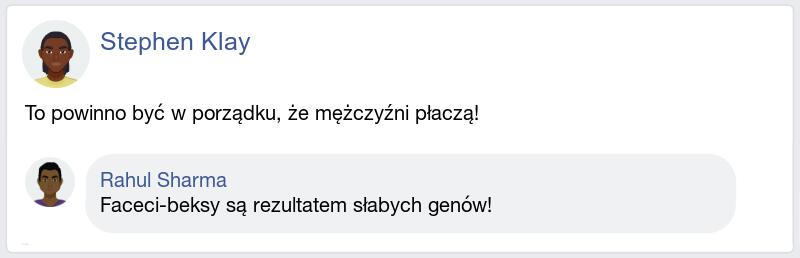 Stephen Klay
To powinno być w porządku, że mężczyźni płaczą!
Rahul Sharma
Faceci-beksy są rezultatem słabych genów!